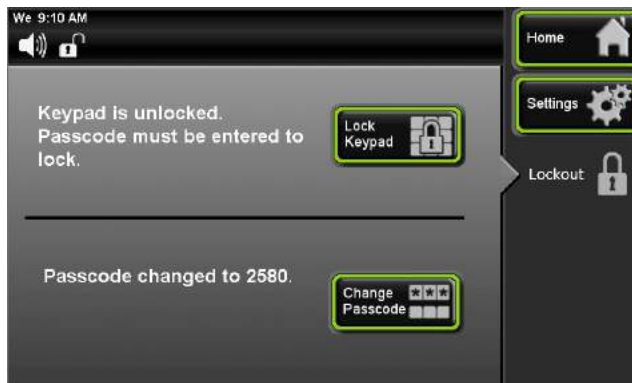 We 9:10 AM
Home
Keypad is unlocked.
Passcode must be entered to
lock.
Lock
Keypad
Settings
Lockout
Passcode changed to 2580.
Change
Passcode